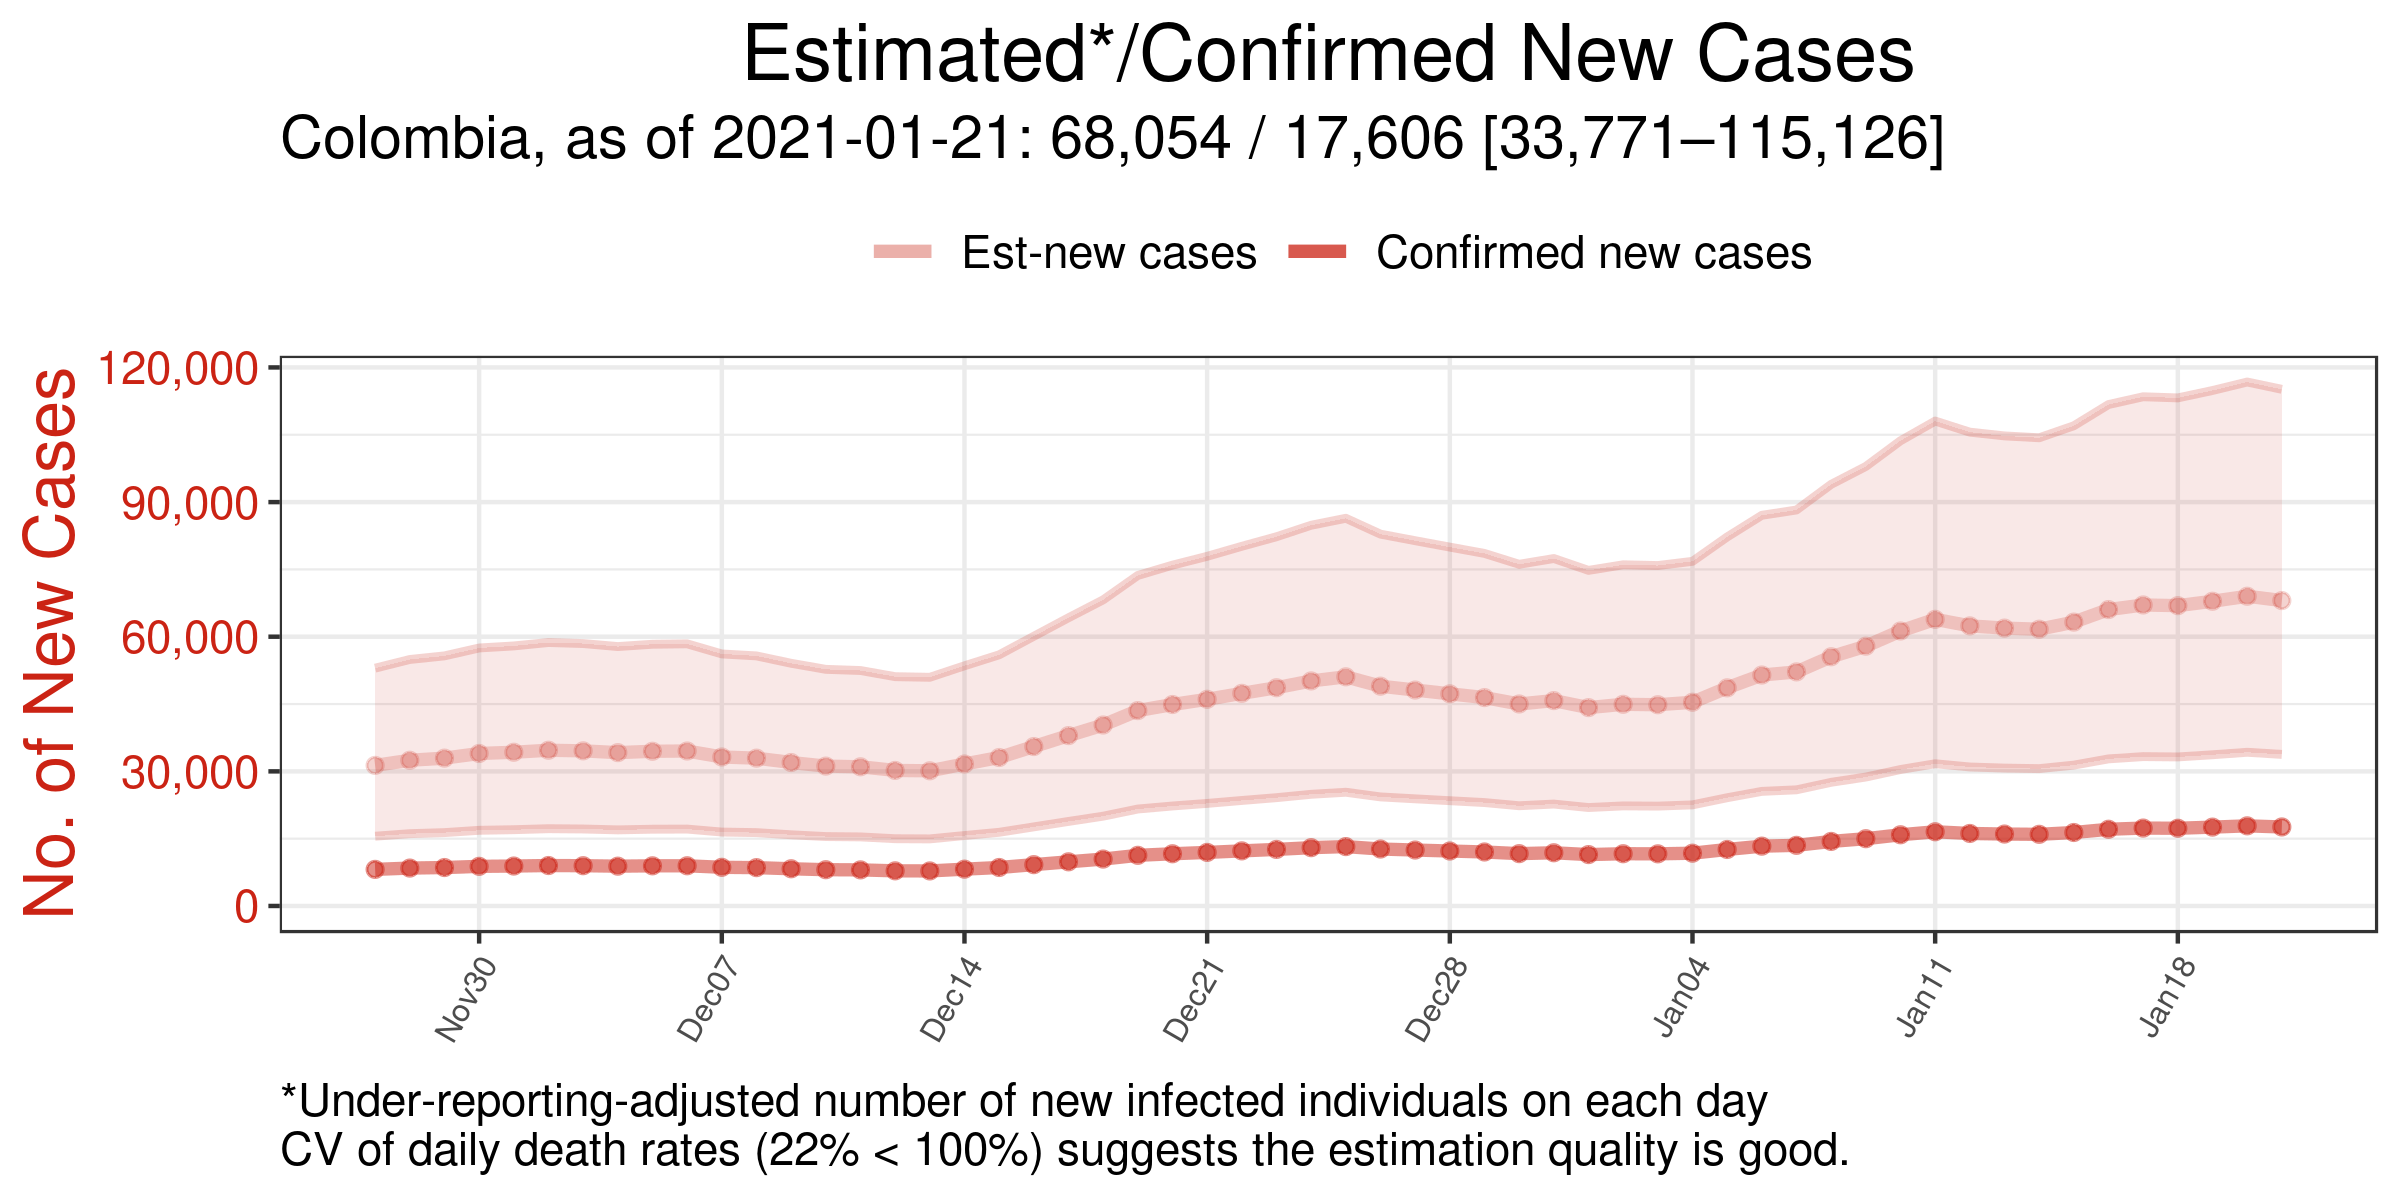 Estimated*/Confirmed New Cases
Colombia, as of 2021-01-21: 68,054 / 17,606 [33,771–115,126]
Est-new cases
Confirmed new cases
No. of New Cases
120,000
90,000
60,000
30,000
0
Nov30
Dec07
Dec14
Dec21
Dec28
Jan04
Jan11
Jan18
*Under-reporting-adjusted number of new infected individuals on each day
CV of daily death rates (22% < 100%) suggests the estimation quality is good.